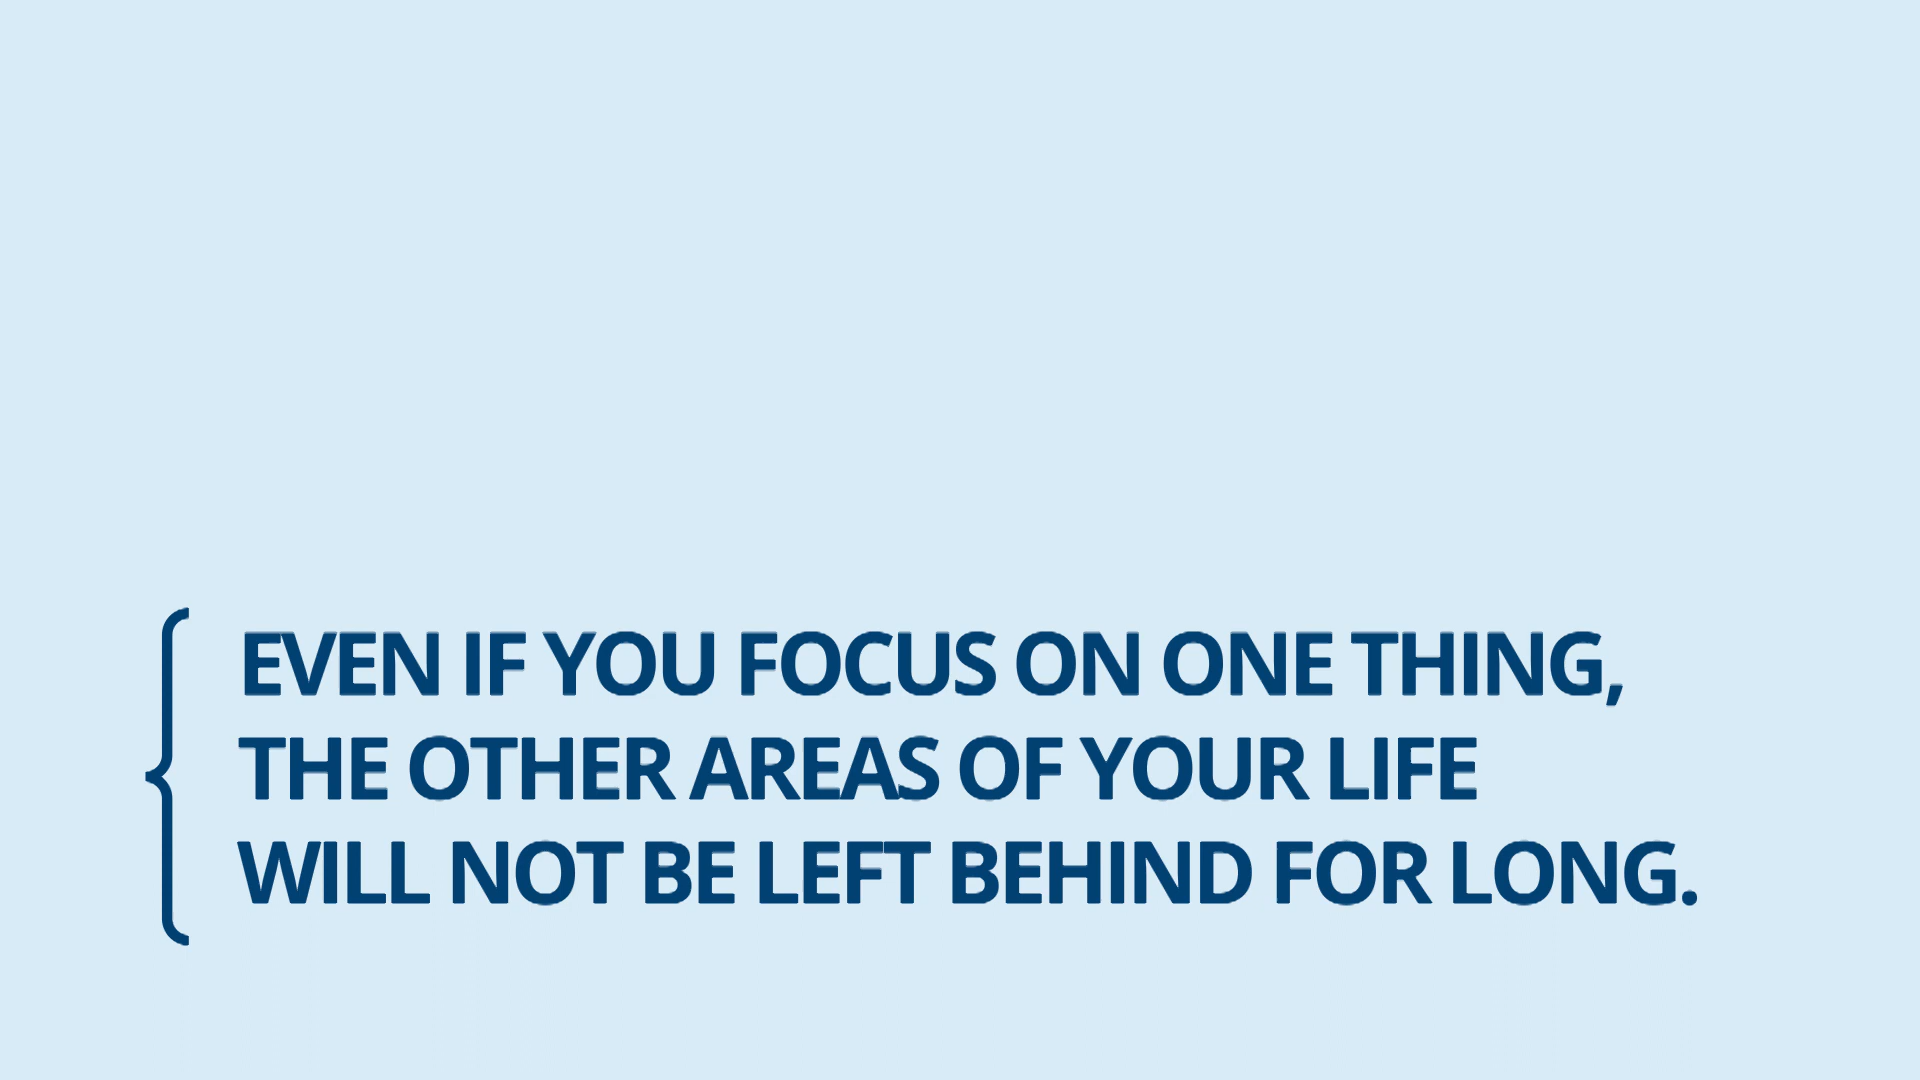 EVEN IF YOU FOCUS ON ONE THING,
THE OTHER AREAS OF YOUR LIFE
WILL NOT BE LEFT BEHIND FOR LONG.